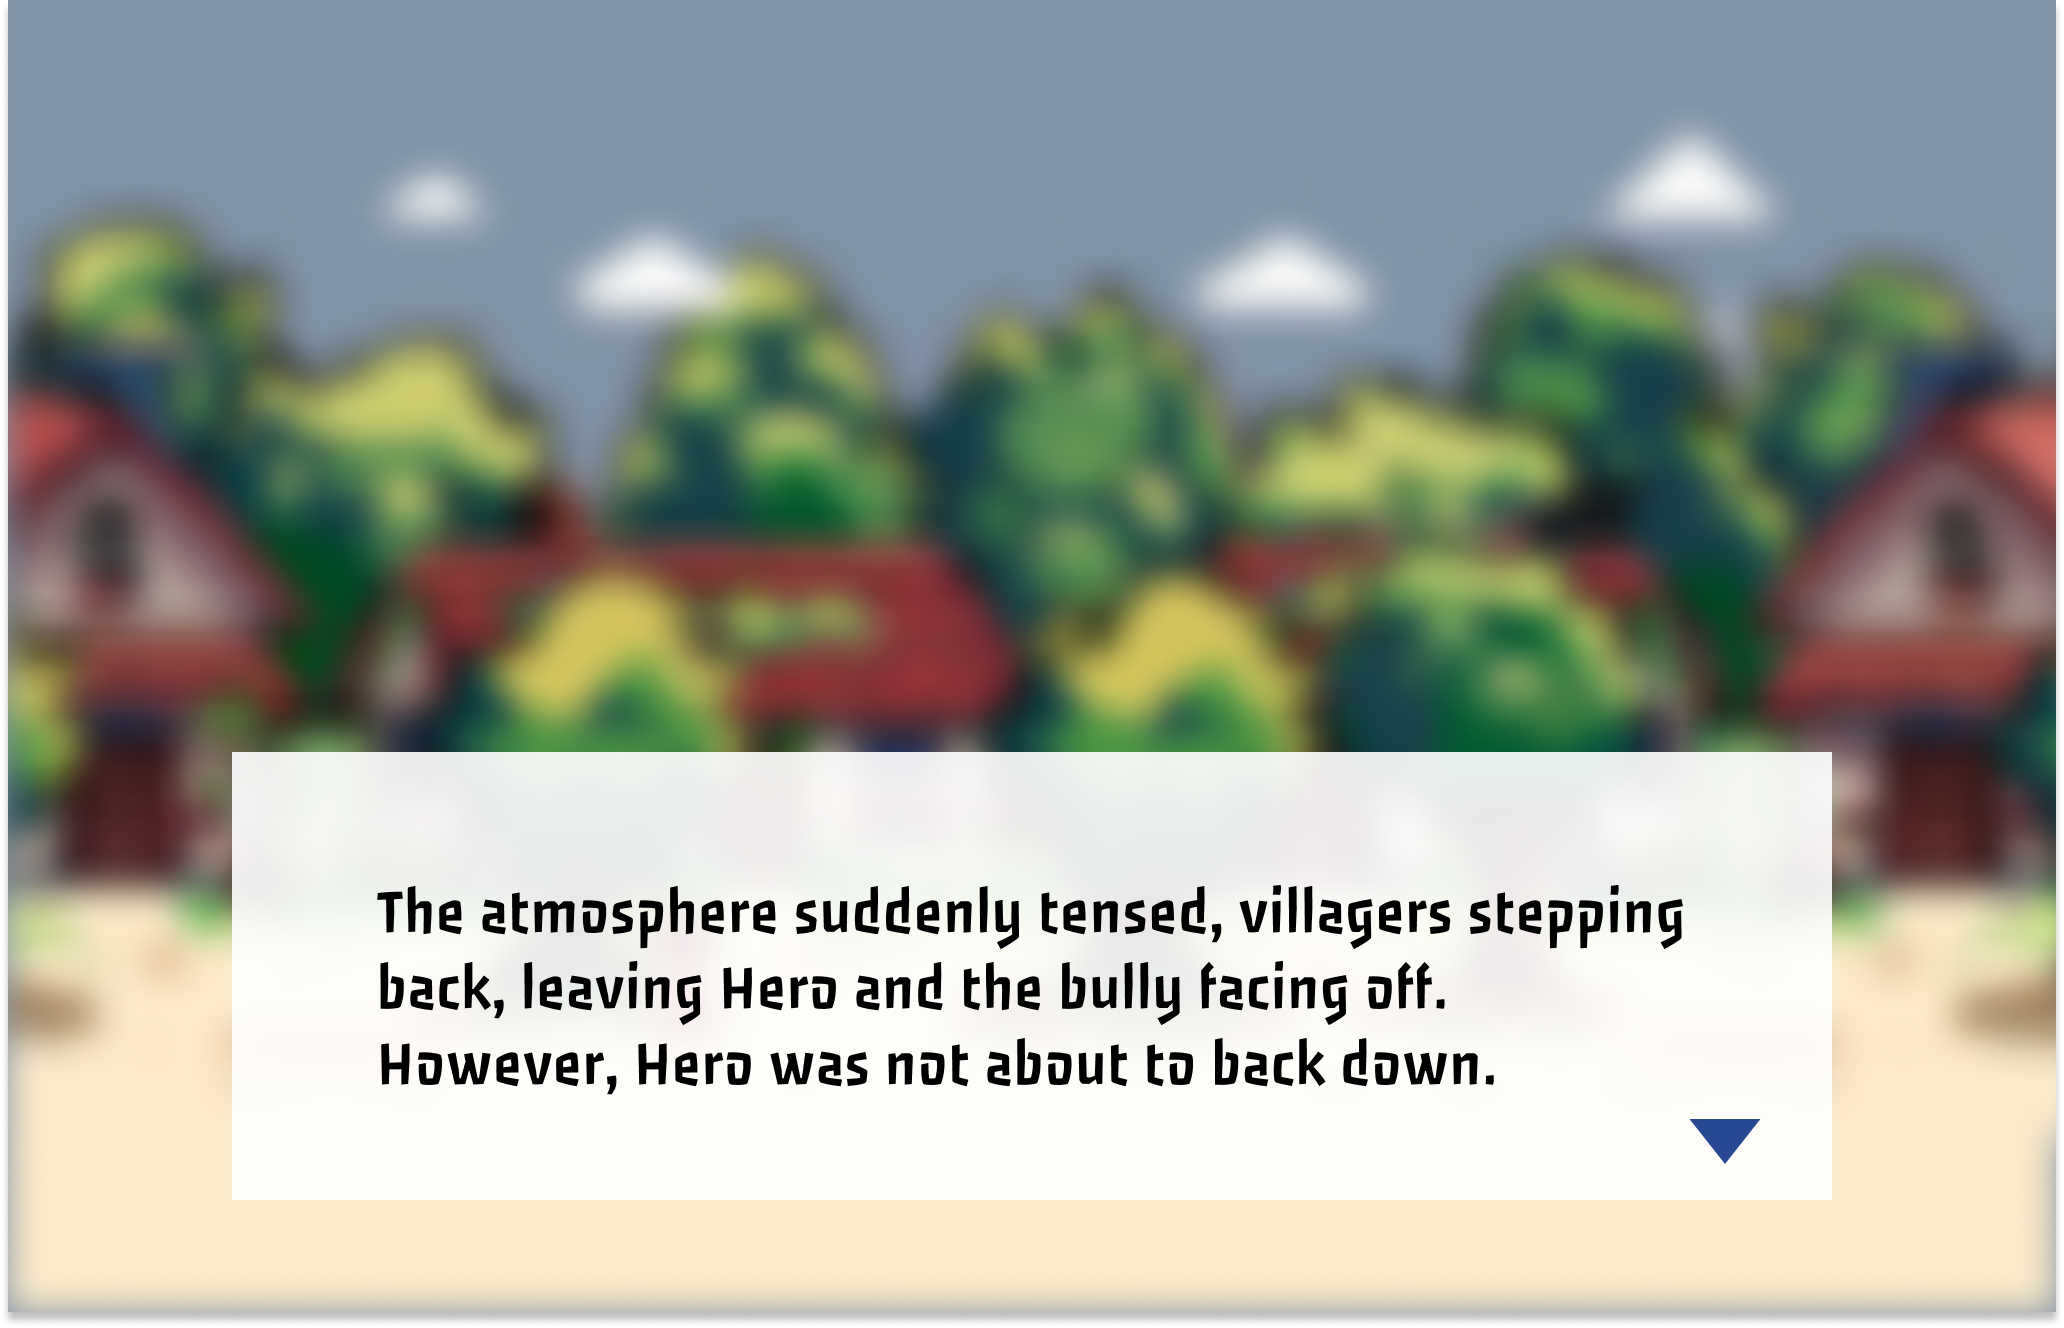 The atmosphere suddenly tensed, villagers stepping
back, leaving Hero and the bully facing off.
However, Hero was not about to back down.